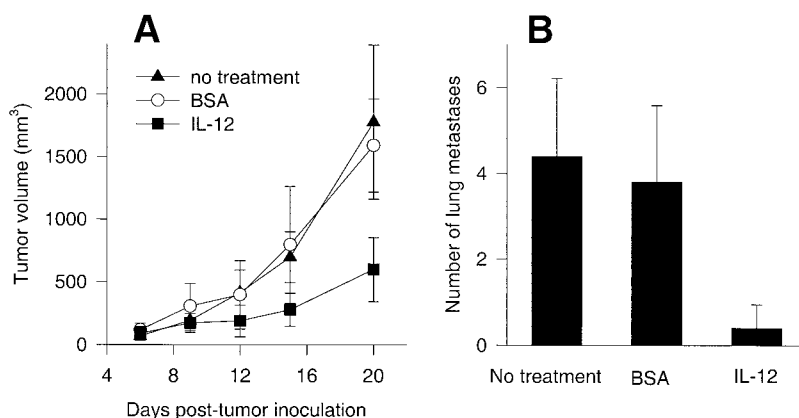 A
no treatment
BSA
IL-12
Tumor volume (mm³)
2000
1500
1000
500
0
4
8
12
16
20
Days post-tumor inoculation
B
Number of lung metastases
6
4
2
0
No treatment
BSA
IL-12